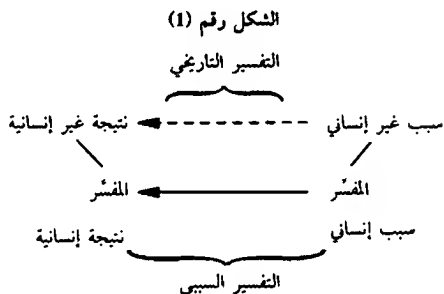 الشكل رقم (1)
التفسير التاريخي
سبب غير إنساني نتيجة غير إنسانية
المفسِّر المفسَّر
سبب إنساني نتيجة إنسانية
التفسير السببي